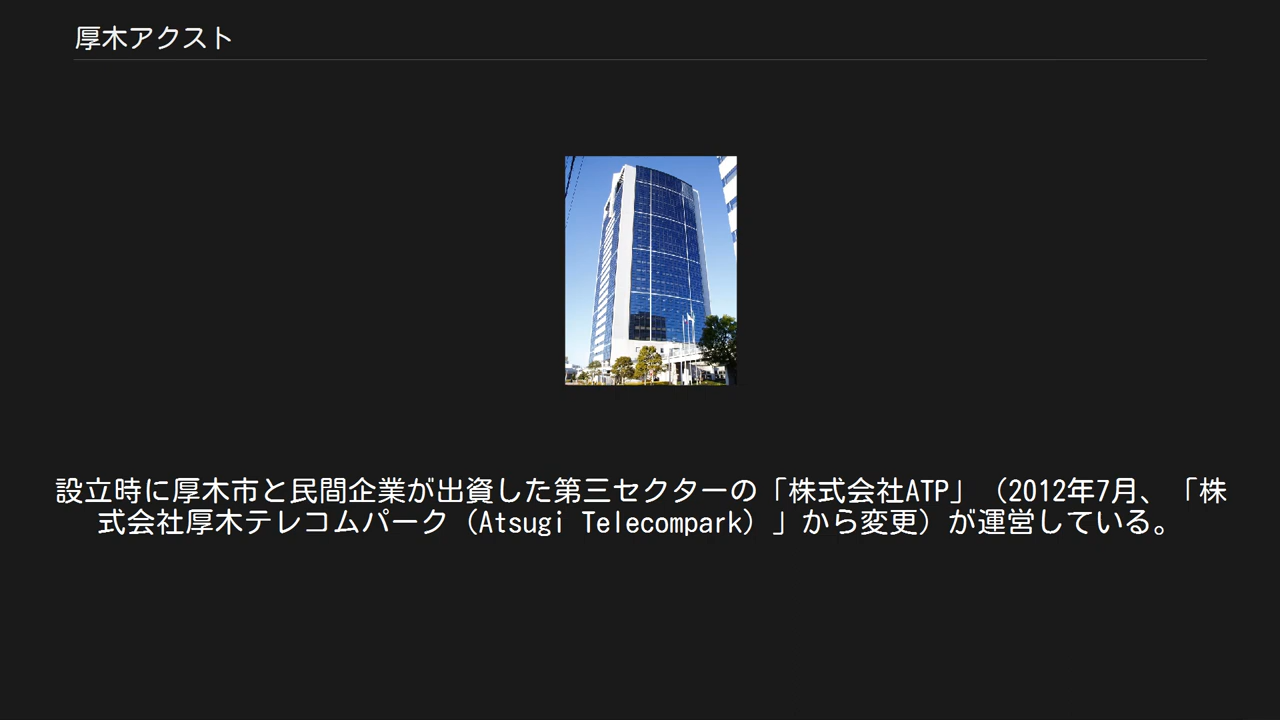 厚木アクスト
設立時に厚木市と民間企業が出資した第三セクターの「株式会社ATP」（2012年7月、「株
式会社厚木テレコムパーク（Atsugi Telecompark）」から変更）が運営している。